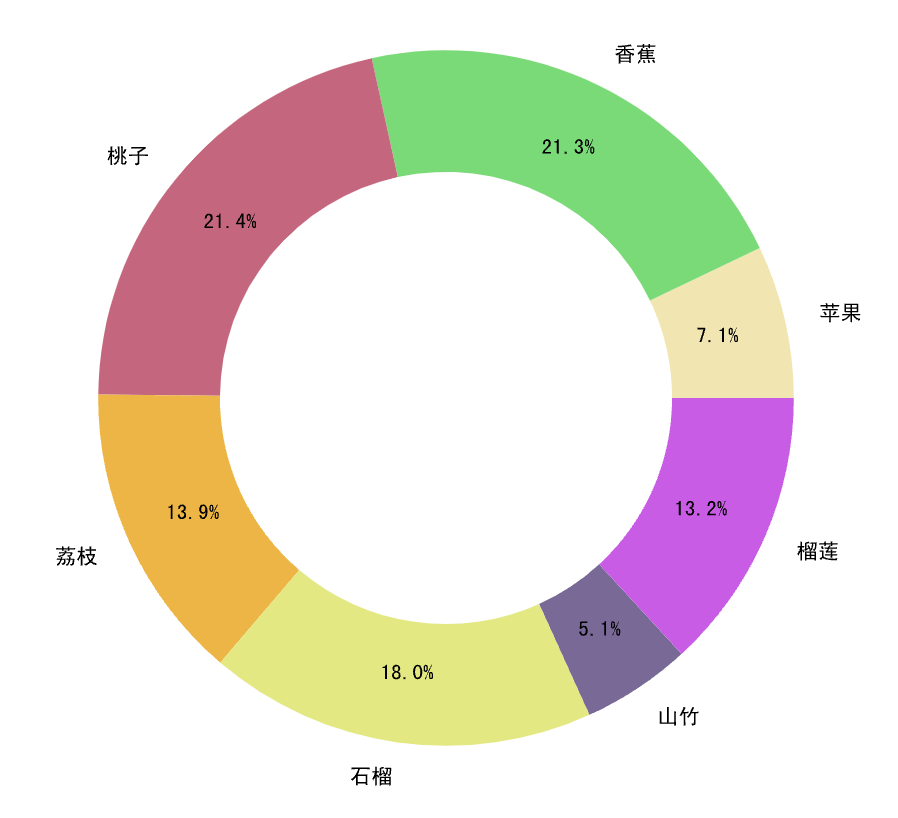 香蕉
21.3%
桃子
21.4%
苹果
7.1%
荔枝
13.9%
榴莲
13.2%
山竹
5.1%
石榴
18.0%